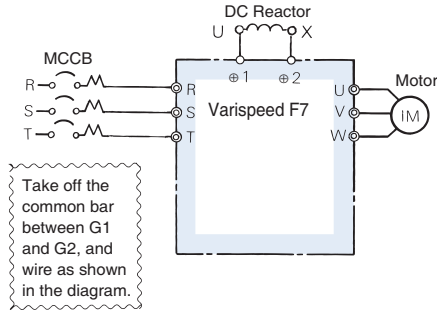 DC Reactor
U X
MCCB
⊕1 ⊕2
Motor
R R U
Varispeed F7
S S V IM
T T W
Take off the
common bar
between G1
and G2, and
wire as shown
in the diagram.